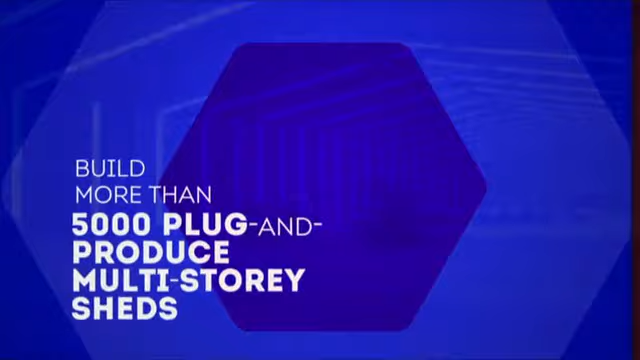 BUILD
MORE THAN
5000 PLUG-AND-
PRODUCE
MULTI-STOREY
SHEDS